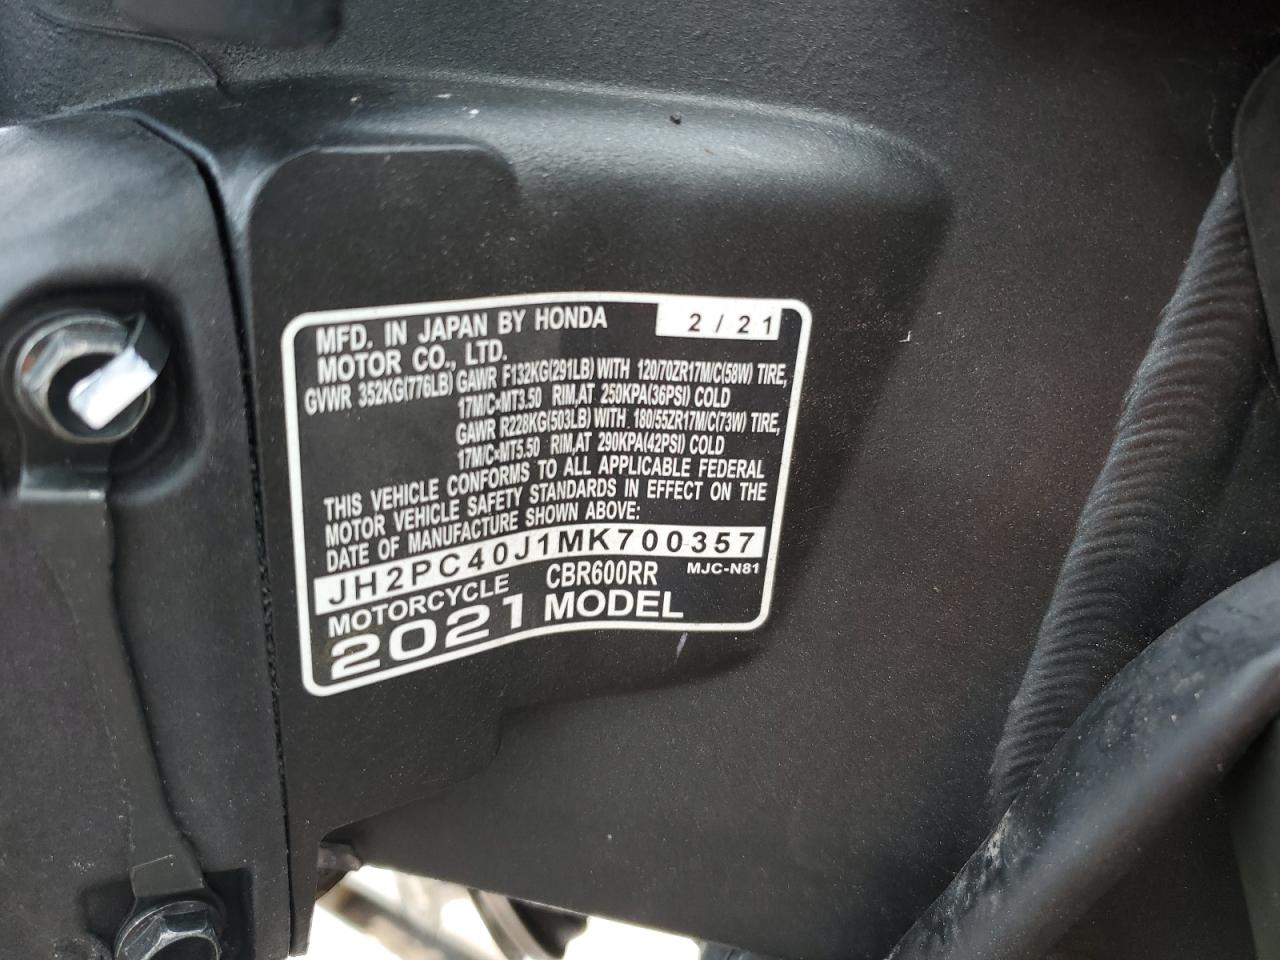 MFD. IN JAPAN BY HONDA 2/21
MOTOR CO., LTD.
GVWR 352KG(776LB) GAWR F132KG(291LB) WITH 120/70ZR17M/C(58W) TIRE,
17M/C×MT3.50 RIM,AT 250KPA(36PSI) COLD
GAWR R228KG(503LB) WITH 180/55ZR17M/C(73W) TIRE,
17M/C×MT5.50 RIM,AT 290KPA(42PSI) COLD
THIS VEHICLE CONFORMS TO ALL APPLICABLE FEDERAL
MOTOR VEHICLE SAFETY STANDARDS IN EFFECT ON THE
DATE OF MANUFACTURE SHOWN ABOVE:
JH2PC40J1MK700357
MOTORCYCLE CBR600RR MJC-N81
2021 MODEL